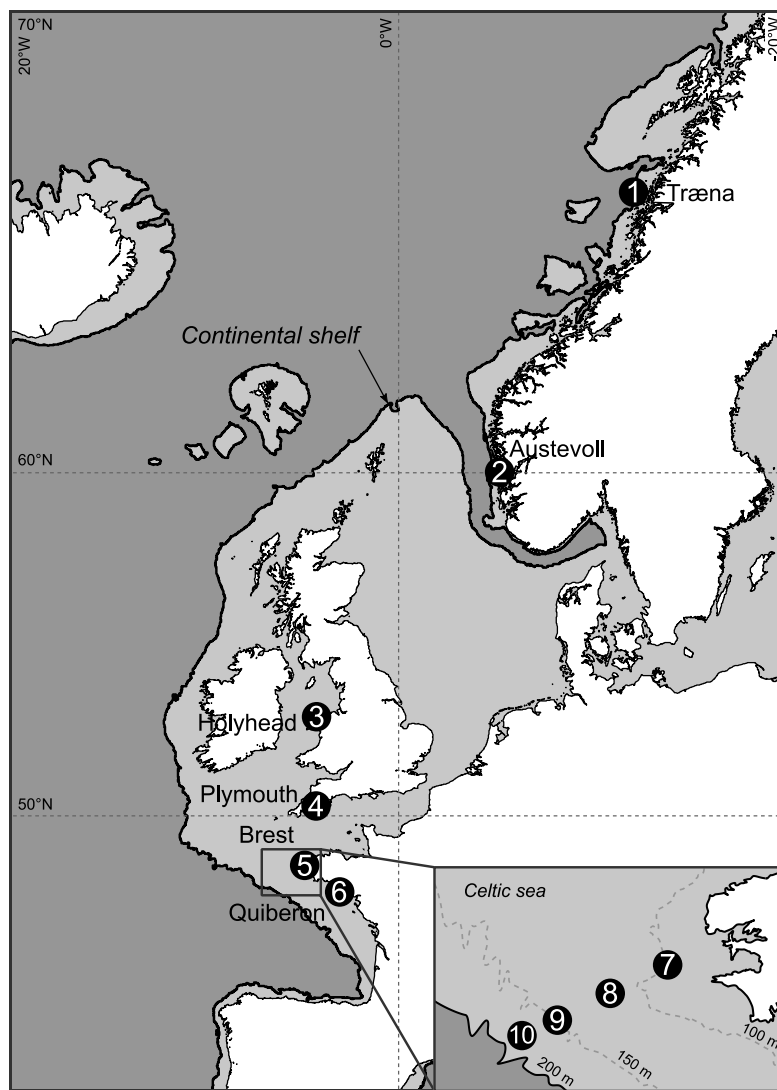 70°N
20°W
0°W
-20°W
1
Træna
Continental shelf
Austevoll
60°N
2
Holyhead
3
Plymouth
4
50°N
Brest
5
6
Quiberon
Celtic sea
7
8
9
10
100 m
150 m
200 m